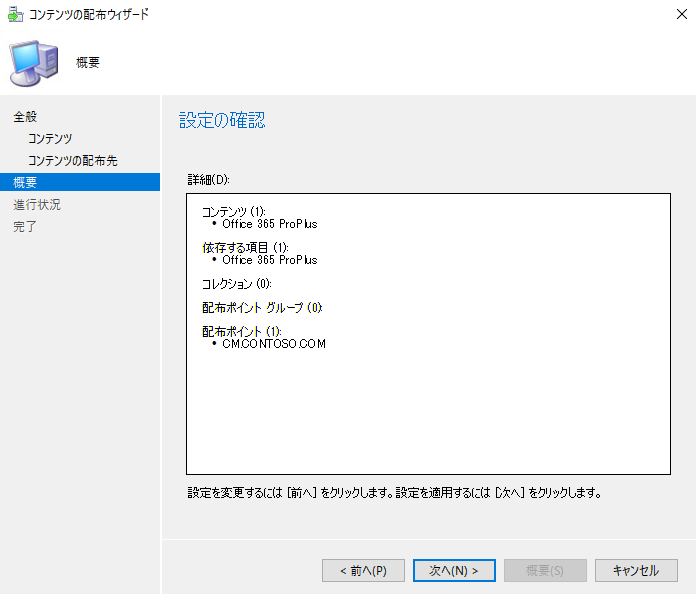 コンテンツの配布ウィザード
概要
全般
コンテンツ
コンテンツの配布先
概要
進行状況
完了
設定の確認
詳細(D):
コンテンツ (1):
• Office 365 ProPlus
依存する項目 (1):
• Office 365 ProPlus
コレクション (0):
配布ポイント グループ (0):
配布ポイント (1):
• CM.CONTOSO.COM
設定を変更するには [前へ] をクリックします。設定を適用するには [次へ] をクリックします。
< 前へ(P)
次へ(N) >
概要(S)
キャンセル